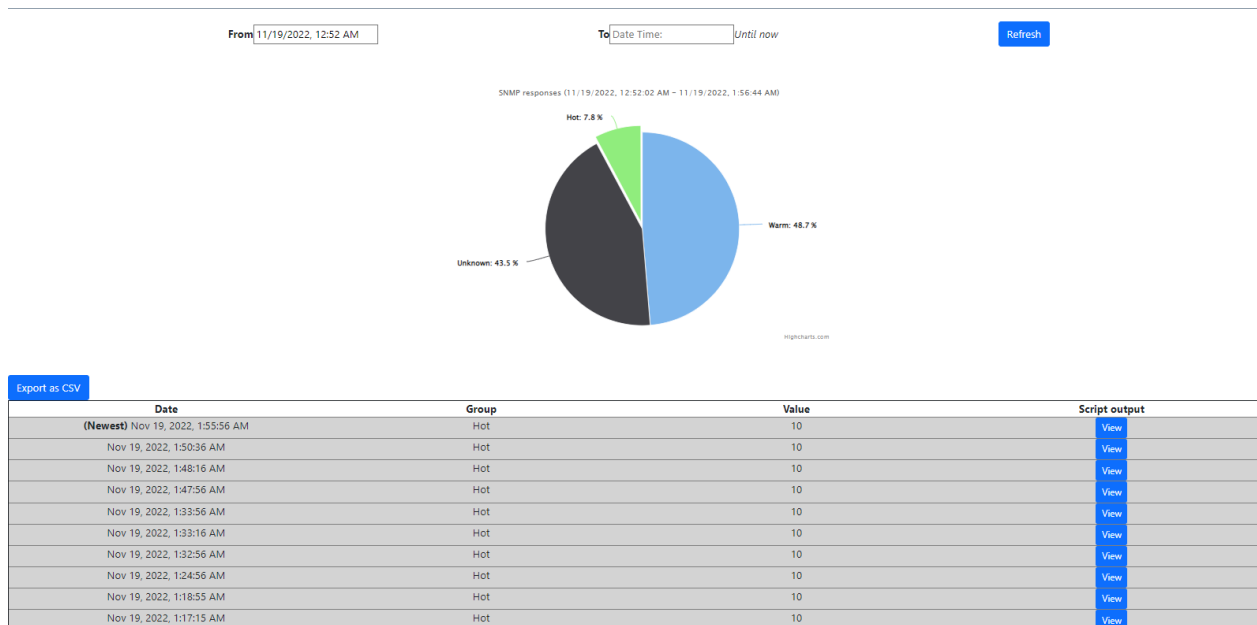 From 11/19/2022, 12:52 AM To Date Time: Until now Refresh
SNMP responses (11/19/2022, 12:52:02 AM - 11/19/2022, 1:56:44 AM)
Hot: 7.8 %
Warm: 48.7 %
Unknown: 43.5 %
Highcharts.com
Export as CSV
Date Group Value Script output
(Newest) Nov 19, 2022, 1:55:56 AM Hot 10 View
Nov 19, 2022, 1:50:36 AM Hot 10 View
Nov 19, 2022, 1:48:16 AM Hot 10 View
Nov 19, 2022, 1:47:56 AM Hot 10 View
Nov 19, 2022, 1:33:56 AM Hot 10 View
Nov 19, 2022, 1:33:16 AM Hot 10 View
Nov 19, 2022, 1:32:56 AM Hot 10 View
Nov 19, 2022, 1:24:56 AM Hot 10 View
Nov 19, 2022, 1:18:55 AM Hot 10 View
Nov 19, 2022, 1:17:15 AM Hot 10 View